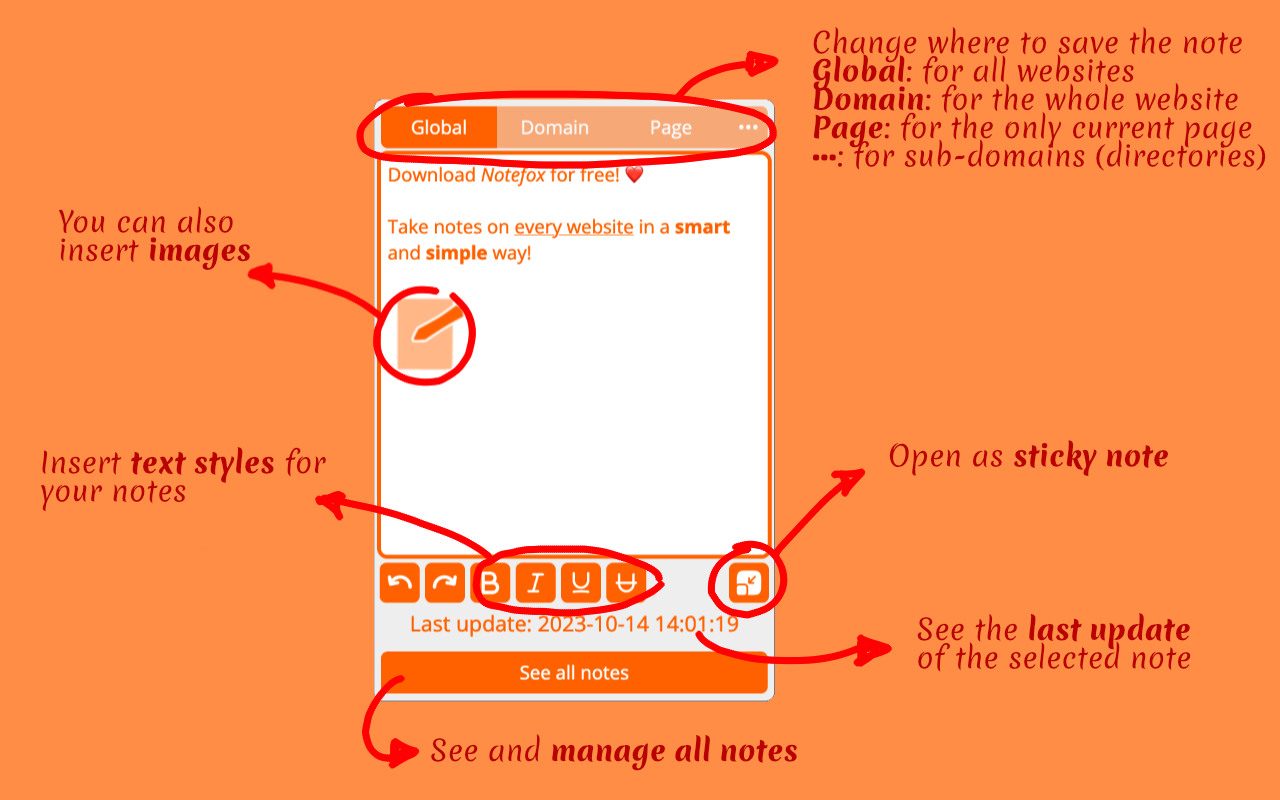 Change where to save the note
Global: for all websites
Domain: for the whole website
Page: for the only current page
•••: for sub-domains (directories)
Global Domain Page •••
Download Notefox for free! ❤️
Take notes on every website in a smart
and simple way!
You can also
insert images
Insert text styles for
your notes
Open as sticky note
B I U U
Last update: 2023-10-14 14:01:19
See the last update
of the selected note
See all notes
See and manage all notes